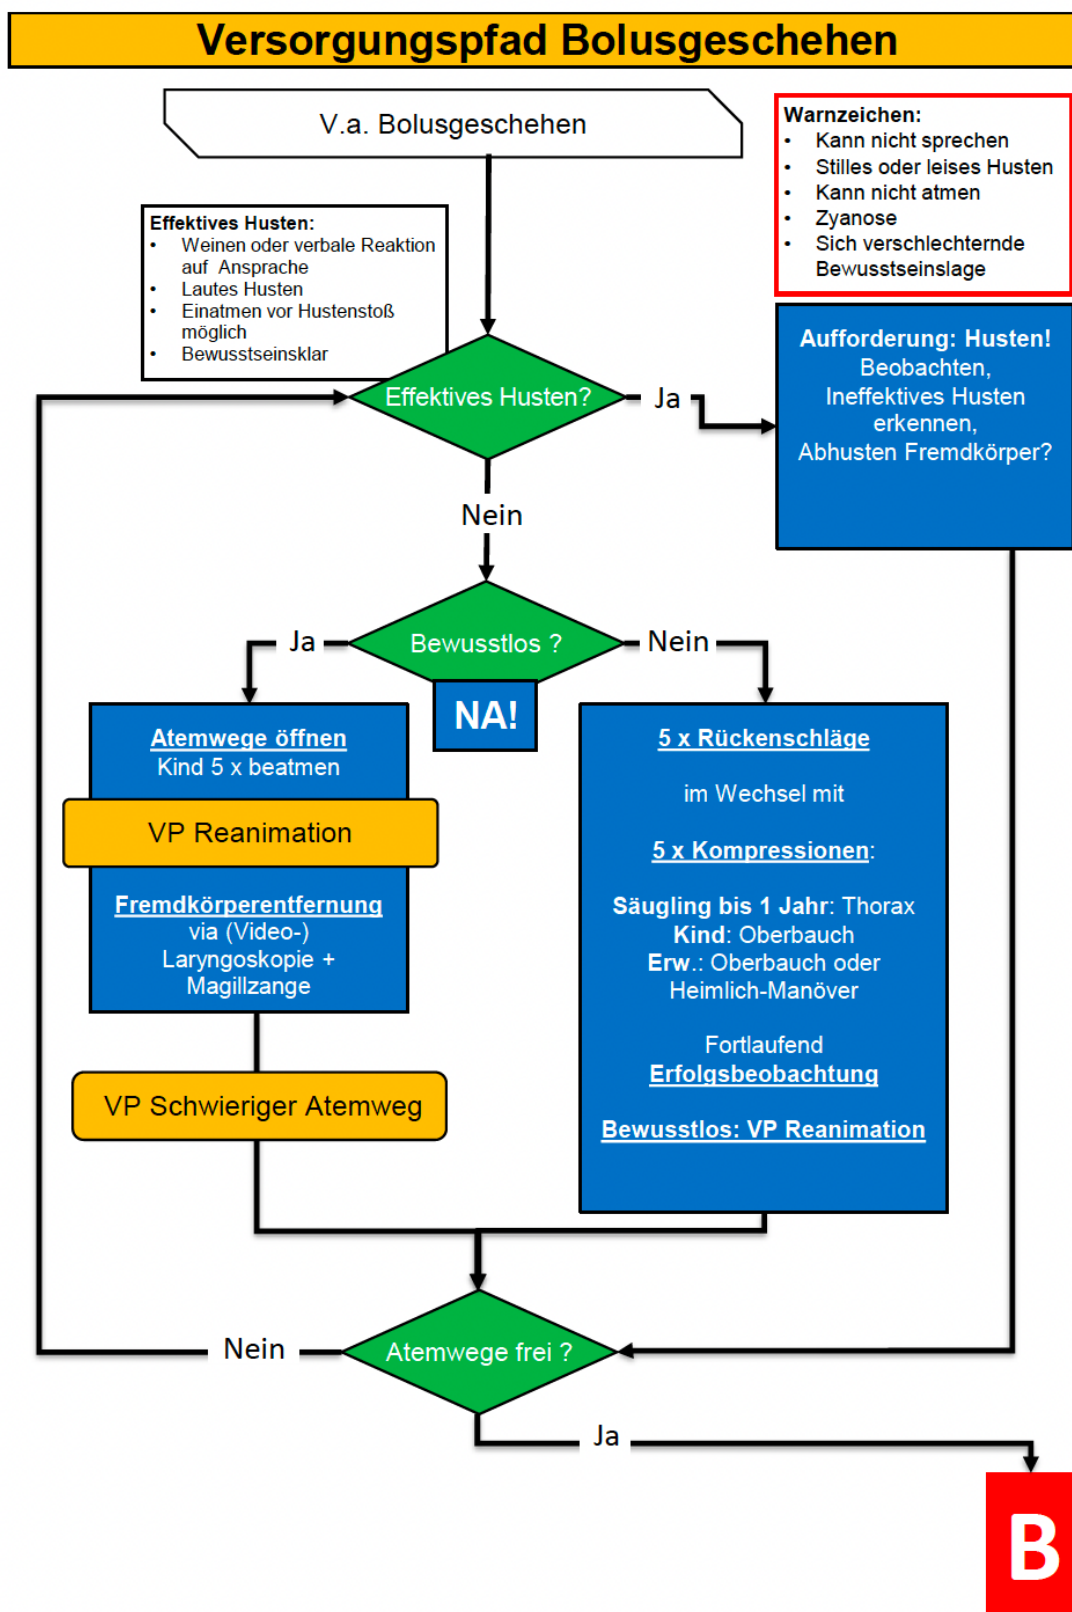 Versorgungspfad Bolusgeschehen
V.a. Bolusgeschehen
Warnzeichen:
• Kann nicht sprechen
• Stilles oder leises Husten
• Kann nicht atmen
• Zyanose
• Sich verschlechternde
Bewusstseinslage
Effektives Husten:
• Weinen oder verbale Reaktion
auf Ansprache
• Lautes Husten
• Einatmen vor Hustenstoß
möglich
• Bewusstseinsklar
Effektives Husten?
Ja
Aufforderung: Husten!
Beobachten,
Ineffektives Husten
erkennen,
Abhusten Fremdkörper?
Nein
Bewusstlos ?
Ja
Nein
NA!
Atemwege öffnen
Kind 5 x beatmen
VP Reanimation
Fremdkörperentfernung
via (Video-)
Laryngoskopie +
Magillzange
VP Schwieriger Atemweg
5 x Rückenschläge
im Wechsel mit
5 x Kompressionen:
Säugling bis 1 Jahr: Thorax
Kind: Oberbauch
Erw.: Oberbauch oder
Heimlich-Manöver
Fortlaufend
Erfolgsbeobachtung
Bewusstlos: VP Reanimation
Atemwege frei ?
Nein
Ja
B